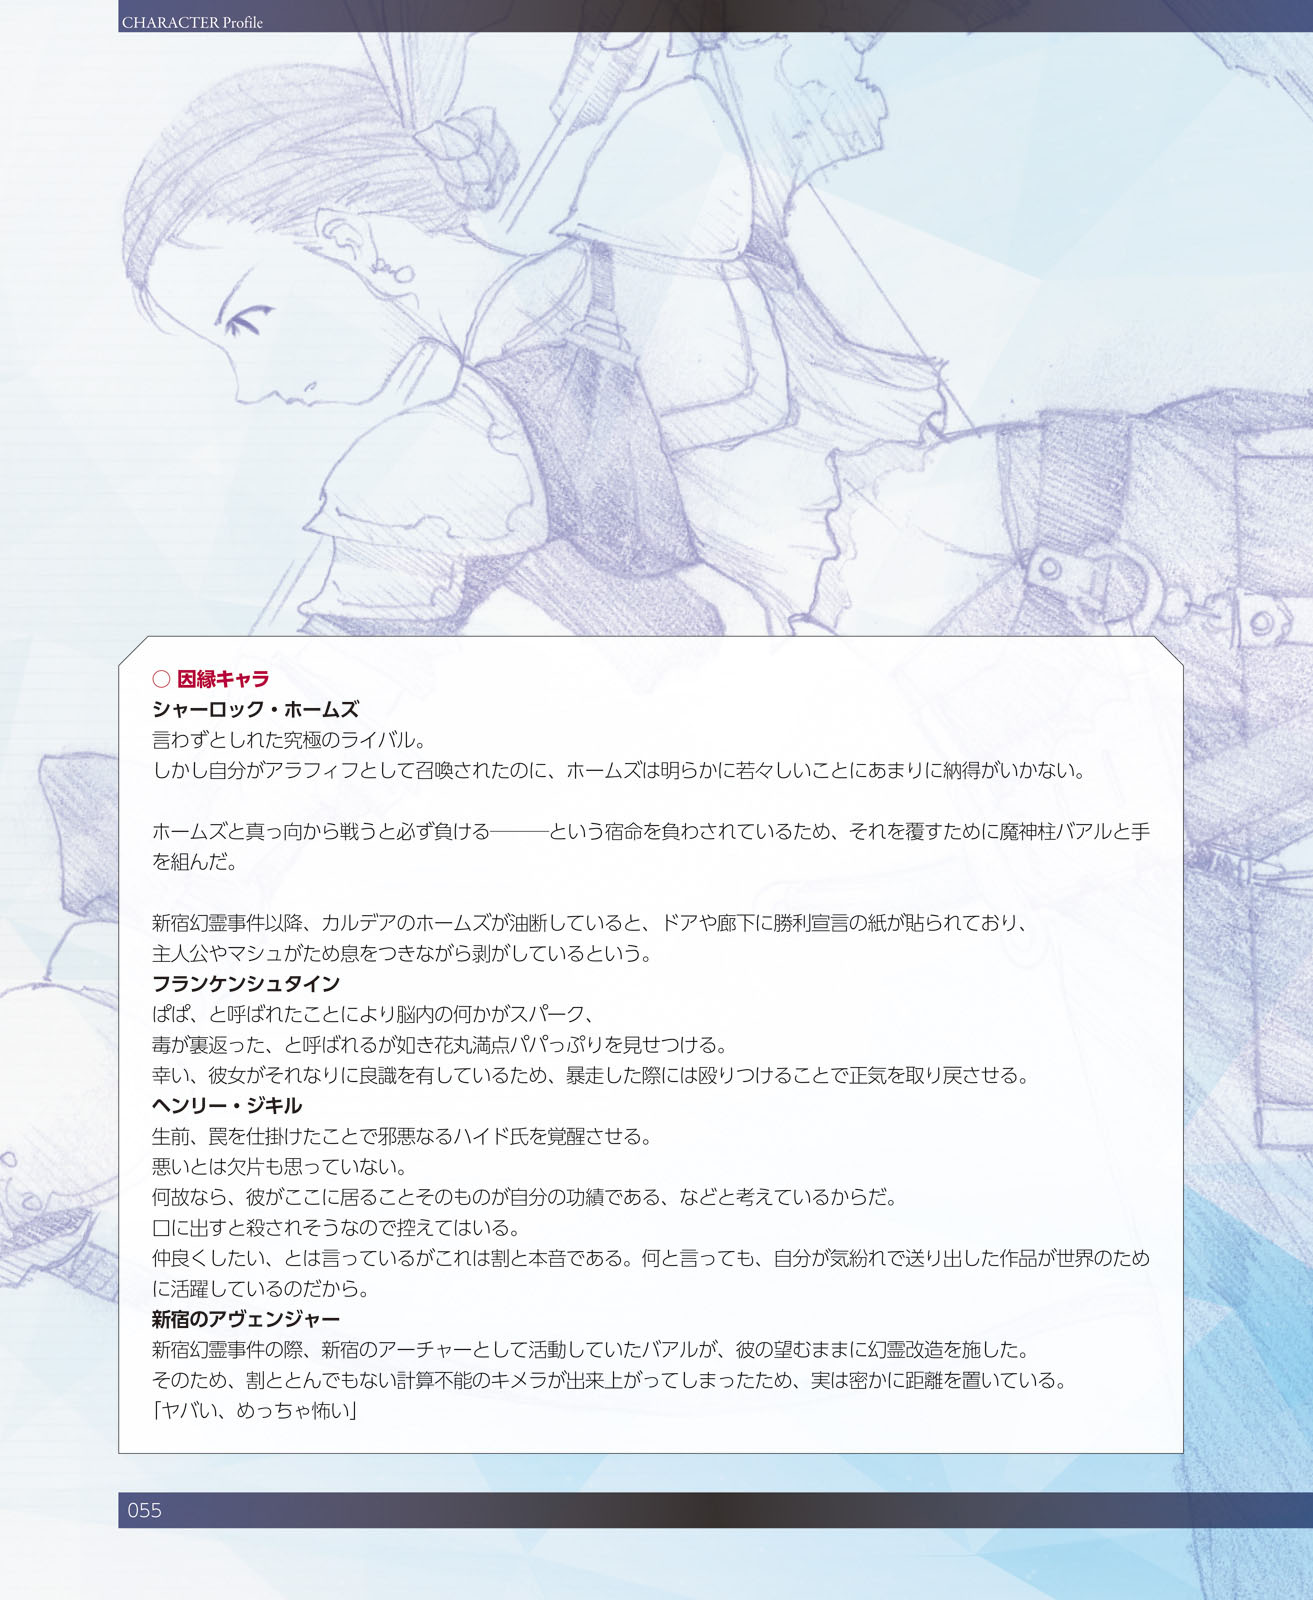 CHARACTER Profile
○ 因縁キャラ
シャーロック・ホームズ
言わずとしれた究極のライバル。
しかし自分がアラフィフとして召喚されたのに、ホームズは明らかに若々しいことにあまりに納得がいかない。
ホームズと真っ向から戦うと必ず負ける───という宿命を負わされているため、それを覆すために魔神柱バアルと手
を組んだ。
新宿幻霊事件以降、カルデアのホームズが油断していると、ドアや廊下に勝利宣言の紙が貼られており、
主人公やマシュがため息をつきながら剥がしているという。
フランケンシュタイン
ぱぱ、と呼ばれたことにより脳内の何かがスパーク、
毒が裏返った、と呼ばれるが如き花丸満点パパっぷりを見せつける。
幸い、彼女がそれなりに良識を有しているため、暴走した際には殴りつけることで正気を取り戻させる。
ヘンリー・ジキル
生前、罠を仕掛けたことで邪悪なるハイド氏を覚醒させる。
悪いとは欠片も思っていない。
何故なら、彼がここに居ることそのものが自分の功績である、などと考えているからだ。
口に出すと殺されそうなので控えてはいる。
仲良くしたい、とは言っているがこれは割と本音である。何と言っても、自分が気紛れで送り出した作品が世界のため
に活躍しているのだから。
新宿のアヴェンジャー
新宿幻霊事件の際、新宿のアーチャーとして活動していたバアルが、彼の望むままに幻霊改造を施した。
そのため、割ととんでもない計算不能のキメラが出来上がってしまったため、実は密かに距離を置いている。
「ヤバい、めっちゃ怖い」
055